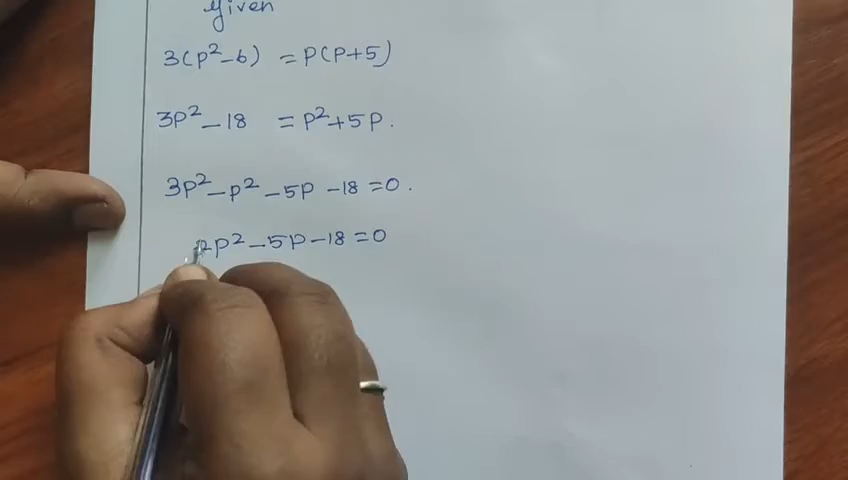 given
3(p²-6) = p(p+5)
3p²-18 = p²+5p.
3p²-p²-5p-18=0.
2p²-5p-18=0